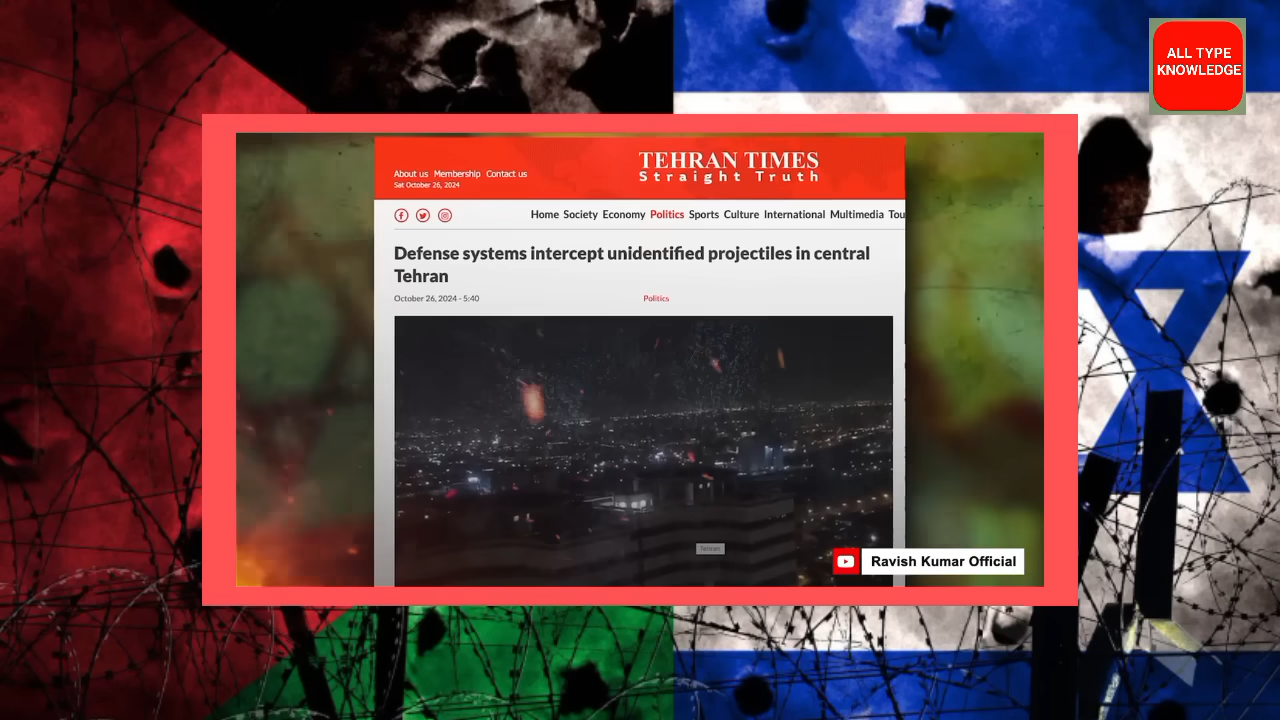 ALL TYPE
KNOWLEDGE
TEHRAN TIMES
Straight Truth
About us Membership Contact us
Sat October 26, 2024
Home Society Economy Politics Sports Culture International Multimedia Tou
Defense systems intercept unidentified projectiles in central
Tehran
October 26, 2024 - 5:40
Politics
Tehran
Ravish Kumar Official